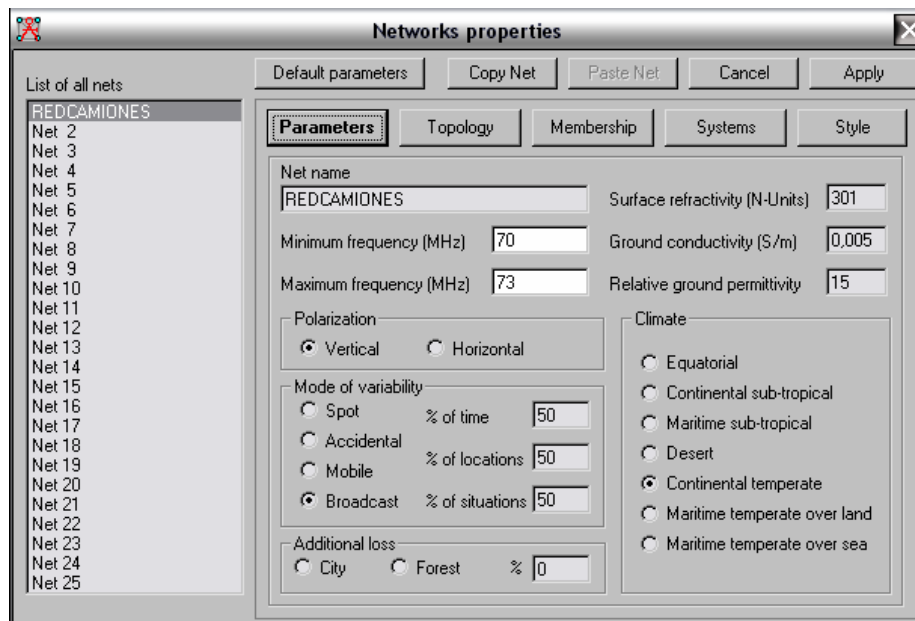 Networks properties
List of all nets
Default parameters
Copy Net
Paste Net
Cancel
Apply
REDCAMIONES
Net 2
Net 3
Net 4
Net 5
Net 6
Net 7
Net 8
Net 9
Net 10
Net 11
Net 12
Net 13
Net 14
Net 15
Net 16
Net 17
Net 18
Net 19
Net 20
Net 21
Net 22
Net 23
Net 24
Net 25
Parameters
Topology
Membership
Systems
Style
Net name
REDCAMIONES
Minimum frequency (MHz) 70
Maximum frequency (MHz) 73
Surface refractivity (N-Units) 301
Ground conductivity (S/m) 0,005
Relative ground permittivity 15
Polarization
Vertical
Horizontal
Mode of variability
Spot
Accidental
Mobile
Broadcast
% of time 50
% of locations 50
% of situations 50
Additional loss
City
Forest
% 0
Climate
Equatorial
Continental sub-tropical
Maritime sub-tropical
Desert
Continental temperate
Maritime temperate over land
Maritime temperate over sea